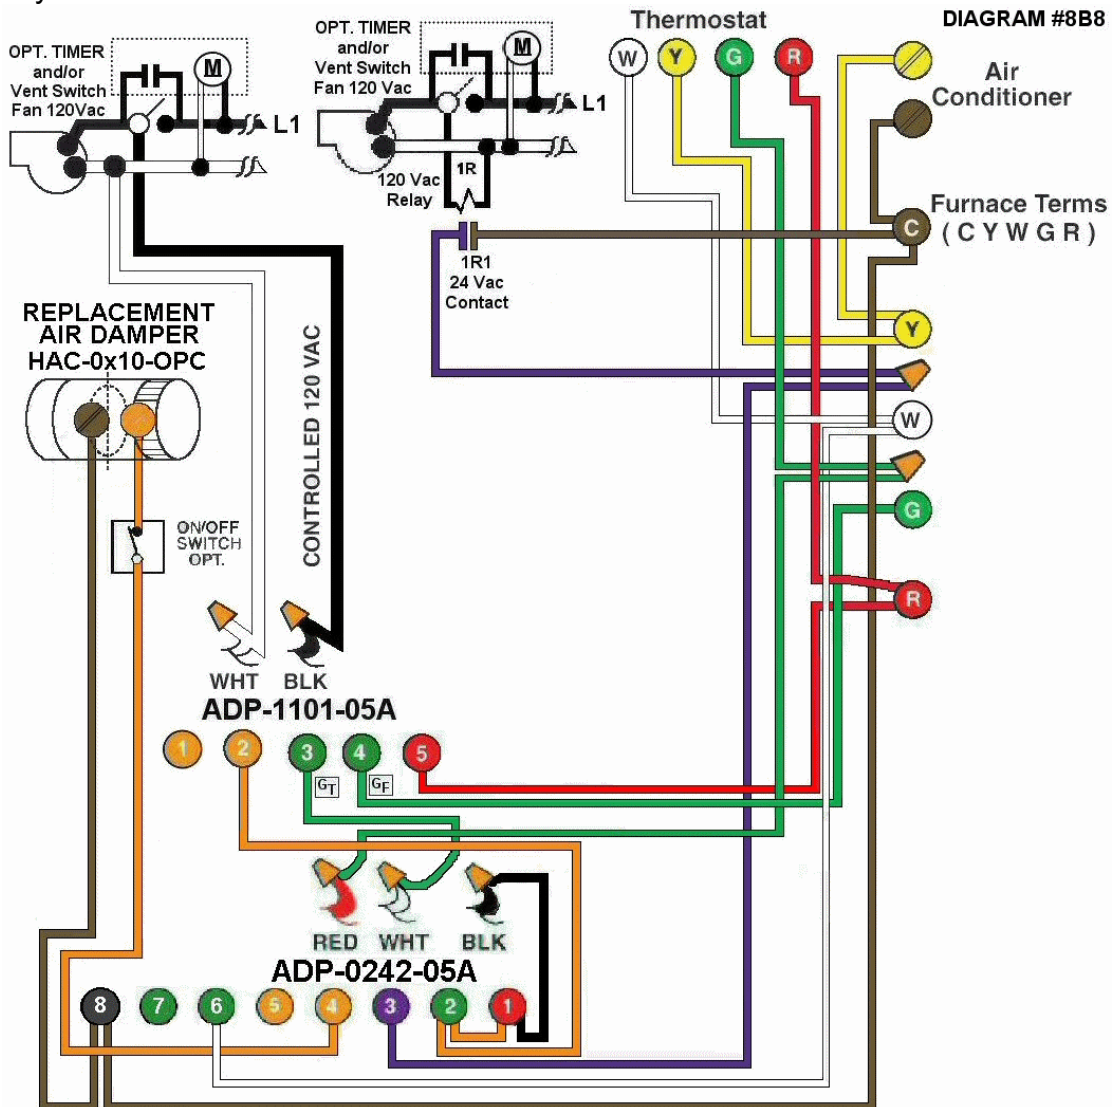 DIAGRAM #8B8
OPT. TIMER
and/or
Vent Switch
Fan 120Vac
M
L1
OPT. TIMER
and/or
Vent Switch
Fan 120 Vac
M
L1
120 Vac
Relay
1R
1R1
24 Vac
Contact
Thermostat
W
Y
G
R
Air
Conditioner
Furnace Terms
( C Y W G R )
C
Y
W
G
R
REPLACEMENT
AIR DAMPER
HAC-0x10-OPC
ON/OFF
SWITCH
OPT.
CONTROLLED 120 VAC
WHT
BLK
ADP-1101-05A
1
2
3
4
5
GT
GF
RED
WHT
BLK
ADP-0242-05A
8
7
6
5
4
3
2
1